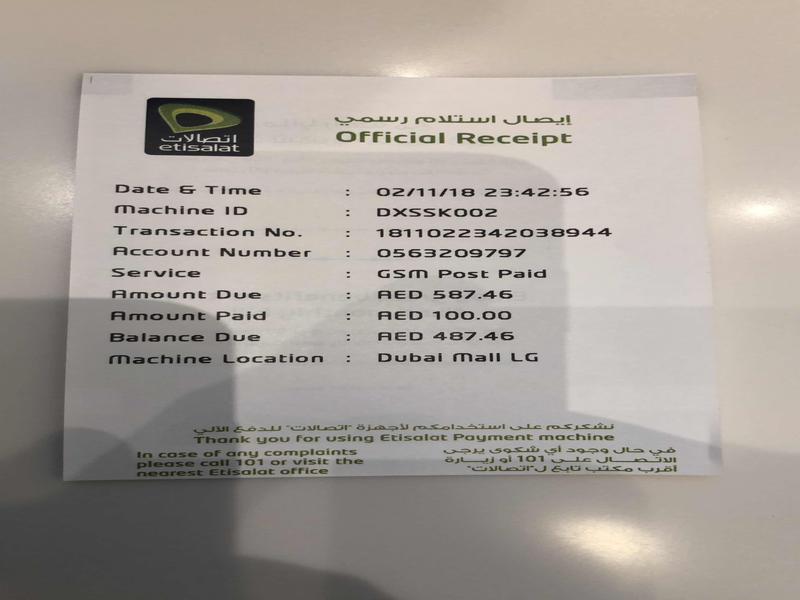 اتصالات
etisalat
إيصال استلام رسمي
Official Receipt
Date & Time : 02/11/18 23:42:56
Machine ID : DXSSK002
Transaction No. : 1811022342038944
Account Number : 0563209797
Service : GSM Post Paid
Amount Due : AED 587.46
Amount Paid : AED 100.00
Balance Due : AED 487.46
Machine Location : Dubai Mall LG
نشكركم على استخدامكم لأجهزة "اتصالات" للدفع الآلي
Thank you for using Etisalat Payment machine
In case of any complaints
please call 101 or visit the
nearest Etisalat office
في حال وجود أي شكوى يرجى
الاتصال على 101 أو زيارة
أقرب مكتب تابع ل"اتصالات"